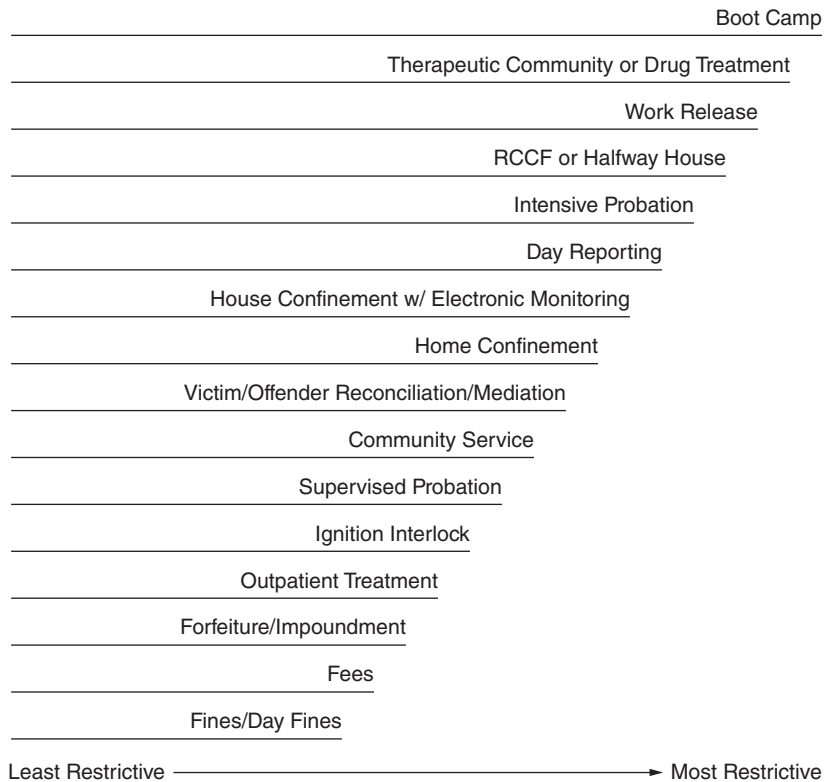 Boot Camp
Therapeutic Community or Drug Treatment
Work Release
RCCF or Halfway House
Intensive Probation
Day Reporting
House Confinement w/ Electronic Monitoring
Home Confinement
Victim/Offender Reconciliation/Mediation
Community Service
Supervised Probation
Ignition Interlock
Outpatient Treatment
Forfeiture/Impoundment
Fees
Fines/Day Fines
Least Restrictive Most Restrictive